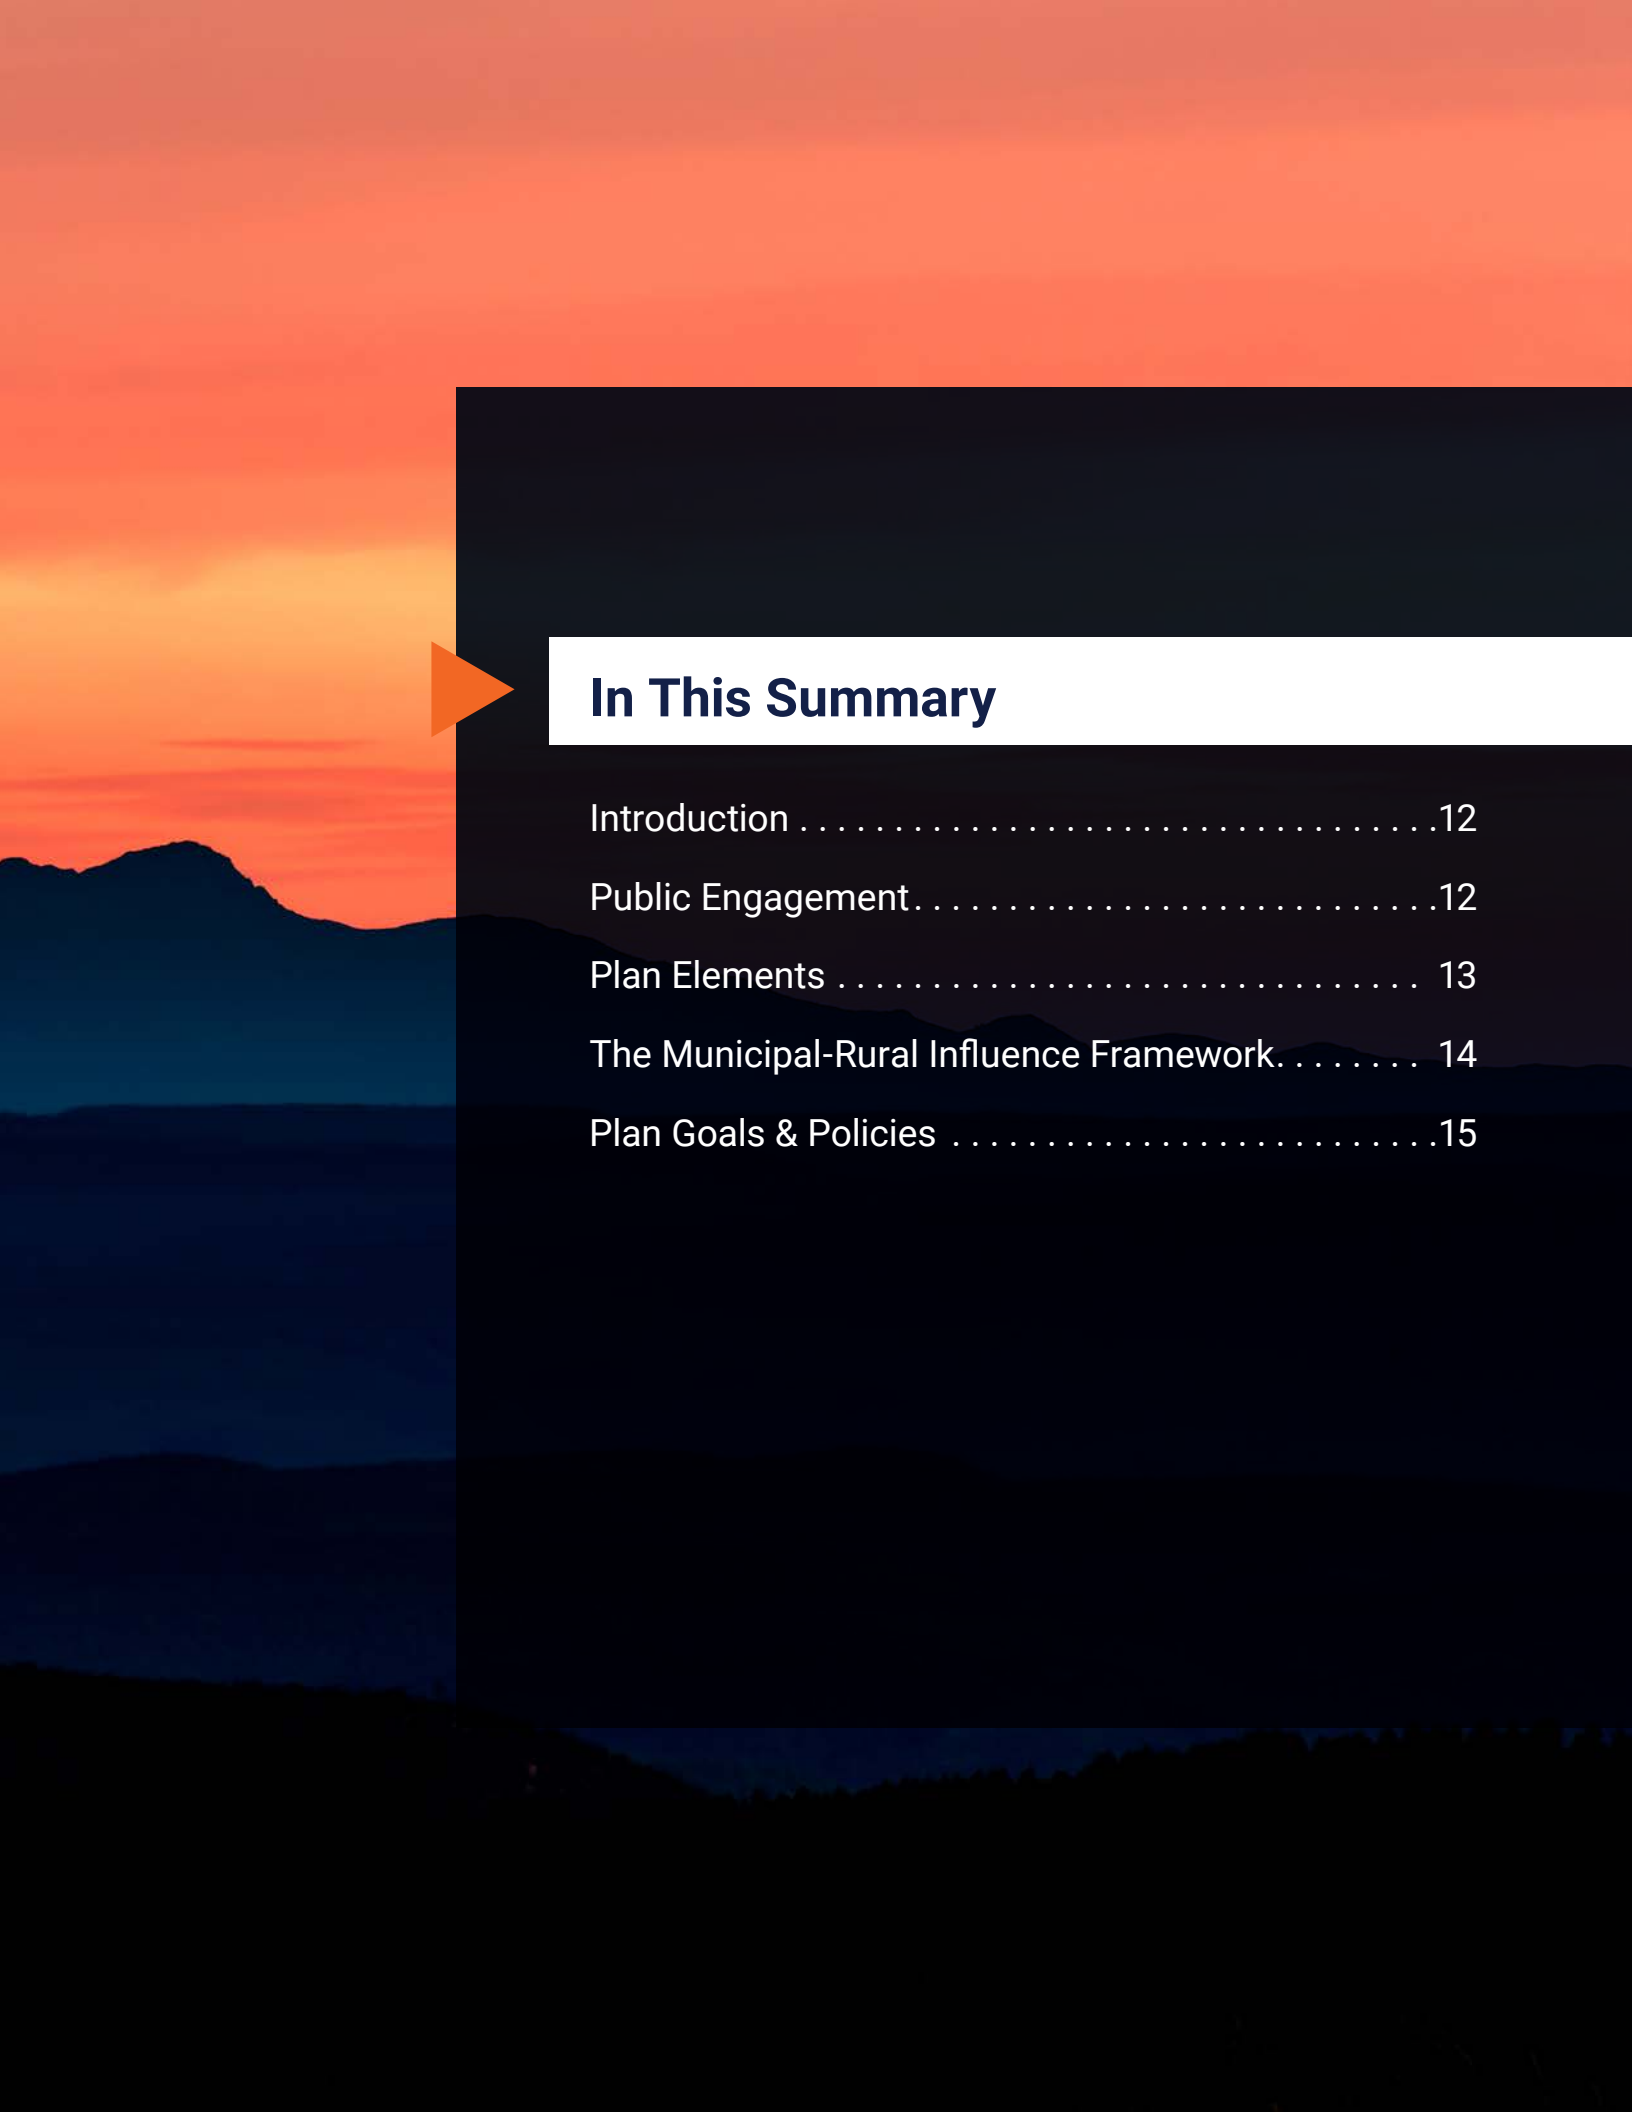 In This Summary
Introduction . . . . . . . . . . . . . . . . . . . . . . . . . . . . . . . . . .12
Public Engagement. . . . . . . . . . . . . . . . . . . . . . . . . . . .12
Plan Elements . . . . . . . . . . . . . . . . . . . . . . . . . . . . . . . 13
The Municipal-Rural Influence Framework. . . . . . . . 14
Plan Goals & Policies . . . . . . . . . . . . . . . . . . . . . . . . . .15